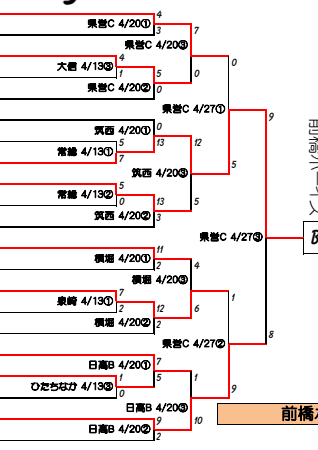 県営C 4/20①
4
3
7
県営C 4/20③
大信 4/13③
4
1
5
0
0
県営C 4/20②
0
県営C 4/27①
筑西 4/20①
0
13
9
常総 4/13①
5
7
12
筑西 4/20③
5
常総 4/13②
5
0
13
5
筑西 4/20②
3
県営C 4/27③
横堀 4/20①
11
2
4
横堀 4/20③
泉崎 4/13①
7
2
12
6
1
横堀 4/20②
2
8
県営C 4/27②
日高B 4/20①
7
5
1
ひたちなか 4/13③
1
0
9
日高B 4/20③
日高B 4/20②
9
2
10
前橋